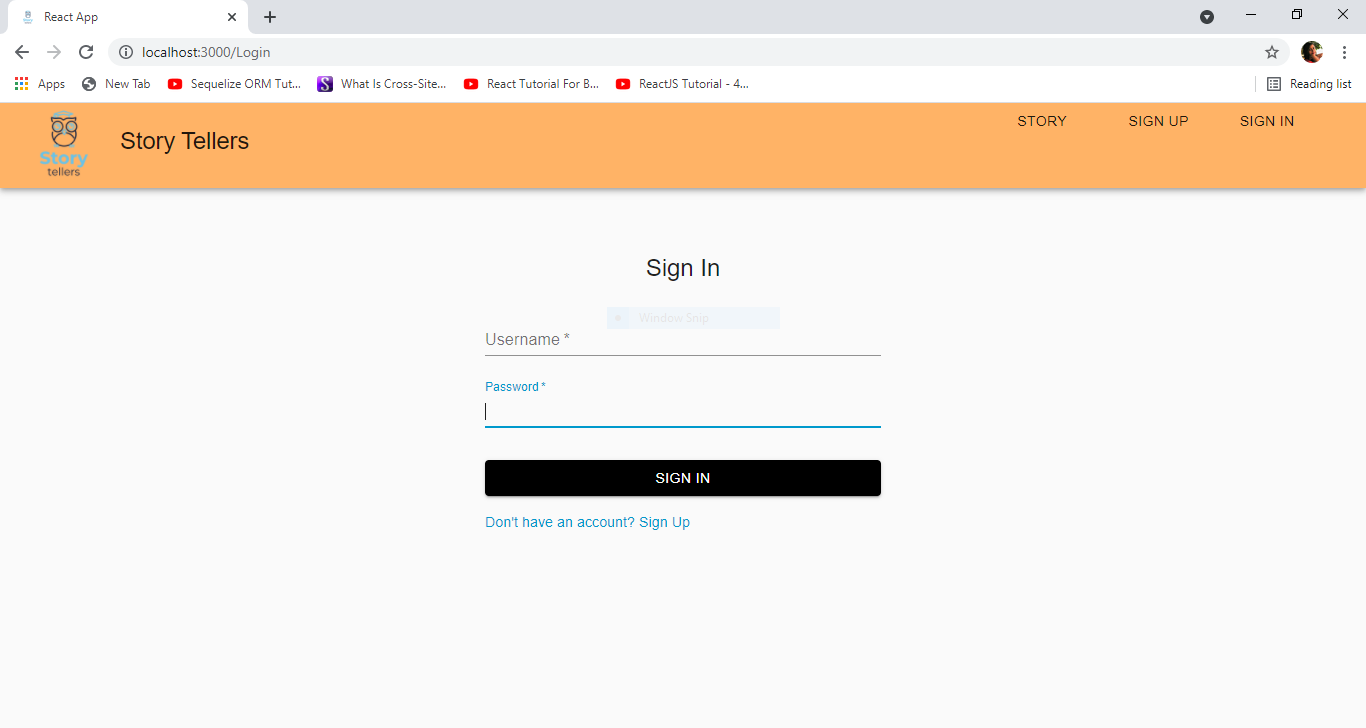 React App
localhost:3000/Login
Apps New Tab Sequelize ORM Tut... What Is Cross-Site... React Tutorial For B... ReactJS Tutorial - 4... Reading list
Story
tellers
Story Tellers
STORY SIGN UP SIGN IN
Sign In
Window Snip
Username *
Password *
SIGN IN
Don't have an account? Sign Up